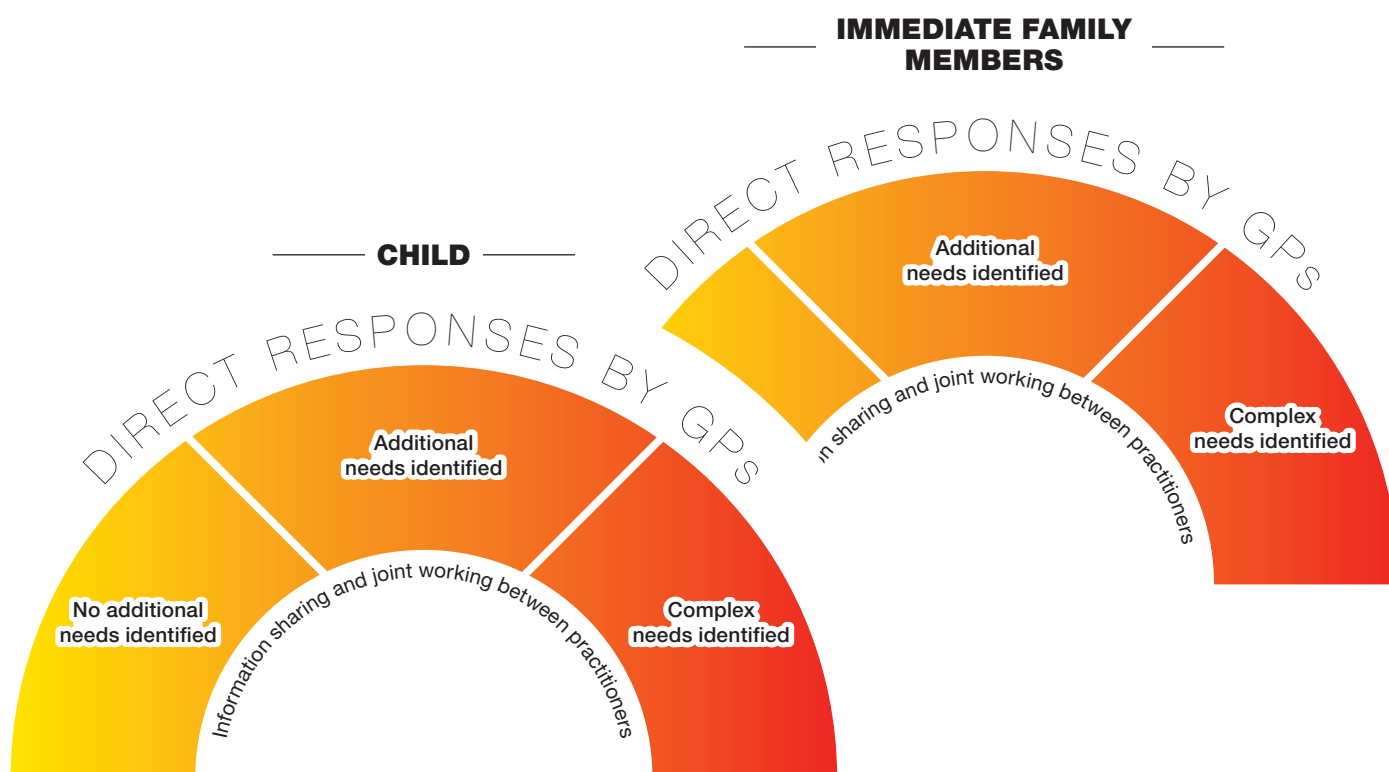 IMMEDIATE FAMILY
MEMBERS
DIRECT RESPONSES BY GPs
Additional
needs identified
Complex
needs identified
sharing and joint working between practitioners
CHILD
DIRECT RESPONSES BY GPs
Additional
needs identified
No additional
needs identified
Complex
needs identified
Information sharing and joint working between practitioners